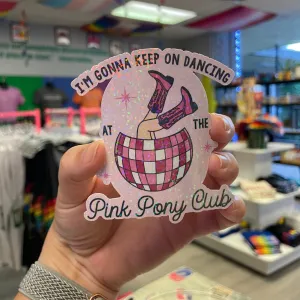 I'M GONNA KEEP ON DANCING
AT THE
Pink Pony Club